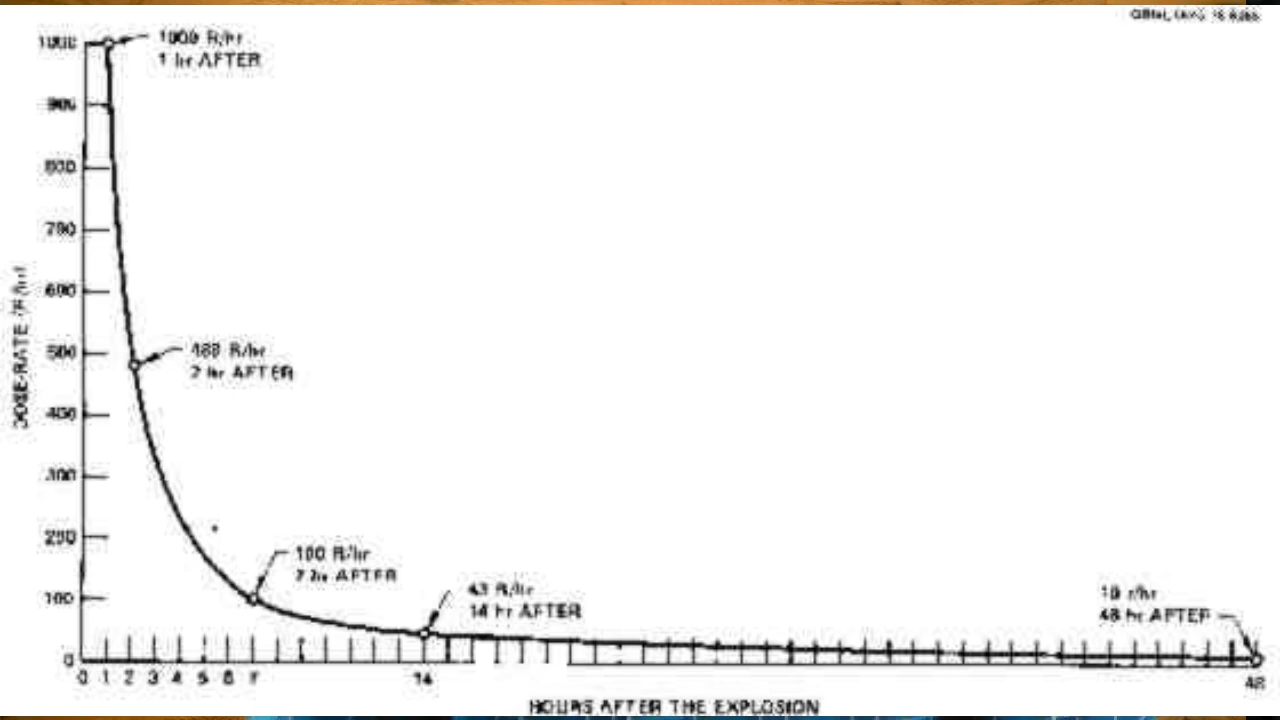 1000
1000 R/hr
1 hr AFTER
900
800
700
600
500
R/hr
2 hr AFTER
400
300
200
100 R/hr
7 hr AFTER
100
43 R/hr
14 hr AFTER
10 r/hr
48 hr AFTER
0
DOSE-RATE (R/hr)
0 1 2 3 4 5 6 7 14 48
HOURS AFTER THE EXPLOSION